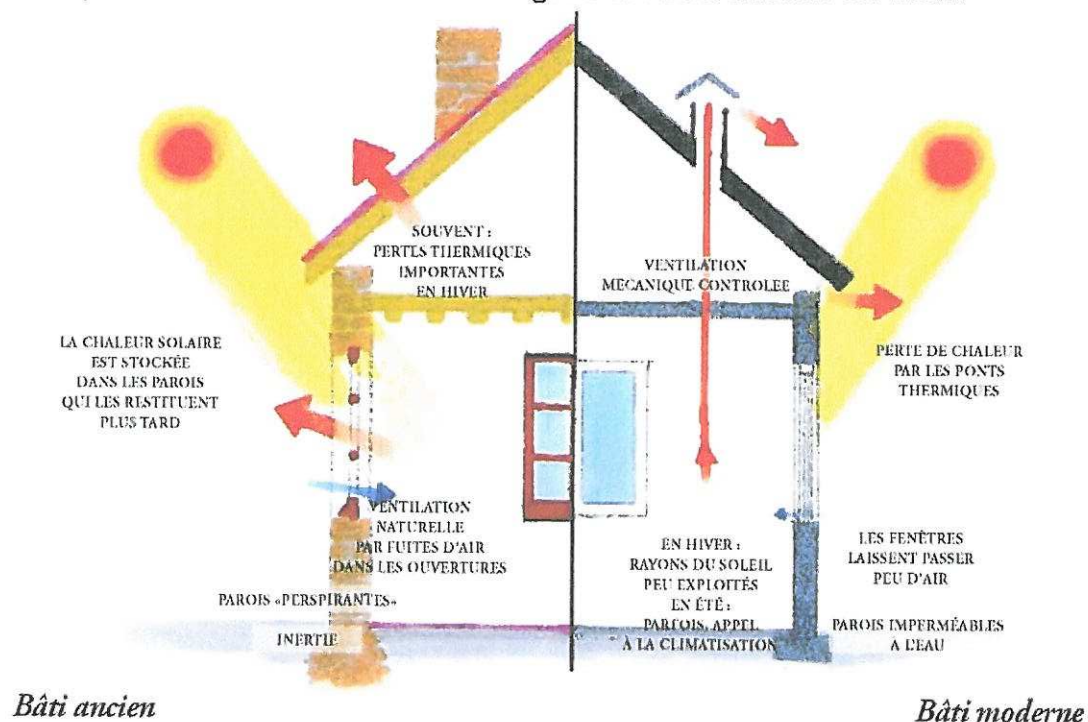 SOUVENT :
PERTES THERMIQUES
IMPORTANTES
EN HIVER
VENTILATION
MECANIQUE CONTROLEE
LA CHALEUR SOLAIRE
EST STOCKÉE
DANS LES PAROIS
QUI LES RESTITUENT
PLUS TARD
PERTE DE CHALEUR
PAR LES PONTS
THERMIQUES
VENTILATION
NATURELLE
PAR FUITES D'AIR
DANS LES OUVERTURES
EN HIVER :
RAYONS DU SOLEIL
PEU EXPLOITÉS
EN ÉTÉ :
PARFOIS, APPEL
À LA CLIMATISATION
LES FENÊTRES
LAISSENT PASSER
PEU D'AIR
PAROIS «PERSPIRANTES»
INERTIE
PAROIS IMPERMÉABLES
À L'EAU
Bâti ancien
Bâti moderne